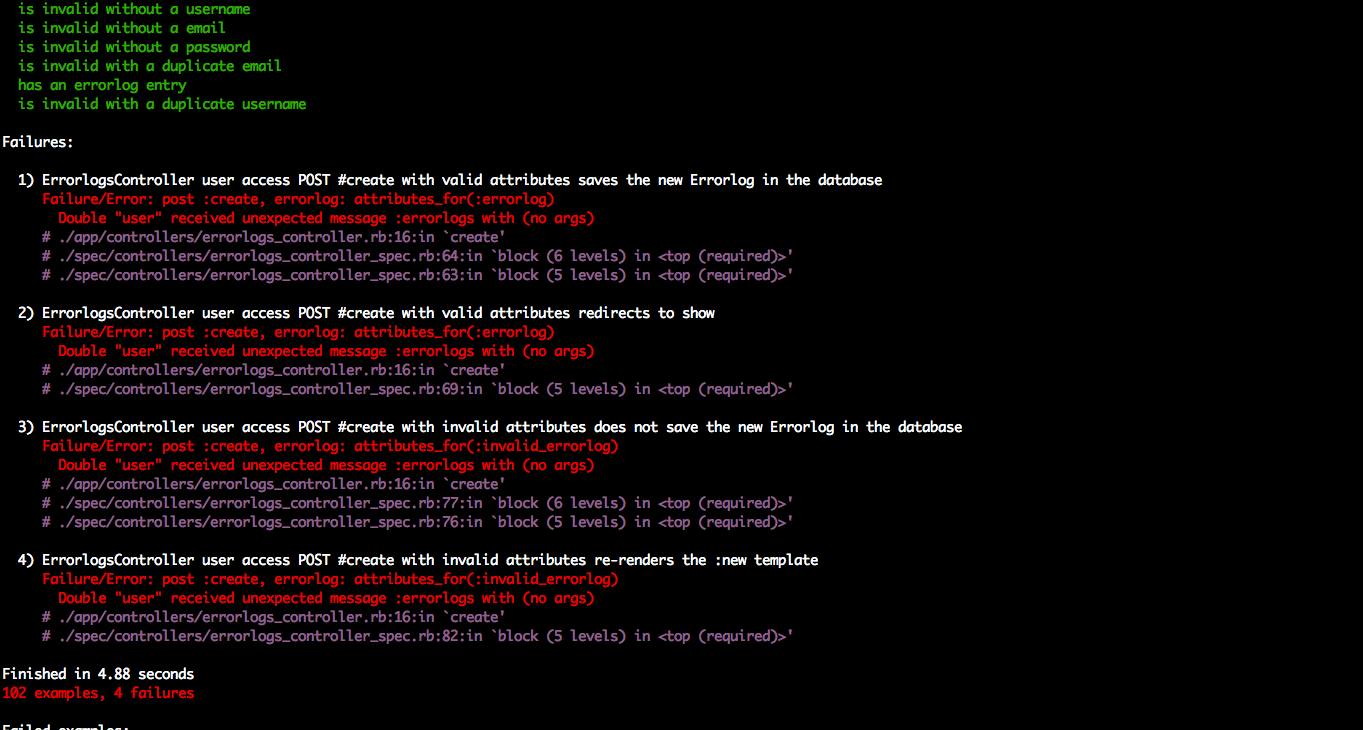 is invalid without a username
is invalid without a email
is invalid without a password
is invalid with a duplicate email
has an errorlog entry
is invalid with a duplicate username
Failures:
1) ErrorlogsController user access POST #create with valid attributes saves the new Errorlog in the database
Failure/Error: post :create, errorlog: attributes_for(:errorlog)
Double "user" received unexpected message :errorlogs with (no args)
# ./app/controllers/errorlogs_controller.rb:16:in `create'
# ./spec/controllers/errorlogs_controller_spec.rb:64:in `block (6 levels) in <top (required)>'
# ./spec/controllers/errorlogs_controller_spec.rb:63:in `block (5 levels) in <top (required)>'
2) ErrorlogsController user access POST #create with valid attributes redirects to show
Failure/Error: post :create, errorlog: attributes_for(:errorlog)
Double "user" received unexpected message :errorlogs with (no args)
# ./app/controllers/errorlogs_controller.rb:16:in `create'
# ./spec/controllers/errorlogs_controller_spec.rb:69:in `block (5 levels) in <top (required)>'
3) ErrorlogsController user access POST #create with invalid attributes does not save the new Errorlog in the database
Failure/Error: post :create, errorlog: attributes_for(:invalid_errorlog)
Double "user" received unexpected message :errorlogs with (no args)
# ./app/controllers/errorlogs_controller.rb:16:in `create'
# ./spec/controllers/errorlogs_controller_spec.rb:77:in `block (6 levels) in <top (required)>'
# ./spec/controllers/errorlogs_controller_spec.rb:76:in `block (5 levels) in <top (required)>'
4) ErrorlogsController user access POST #create with invalid attributes re-renders the :new template
Failure/Error: post :create, errorlog: attributes_for(:invalid_errorlog)
Double "user" received unexpected message :errorlogs with (no args)
# ./app/controllers/errorlogs_controller.rb:16:in `create'
# ./spec/controllers/errorlogs_controller_spec.rb:82:in `block (5 levels) in <top (required)>'
Finished in 4.88 seconds
102 examples, 4 failures
Failed examples: